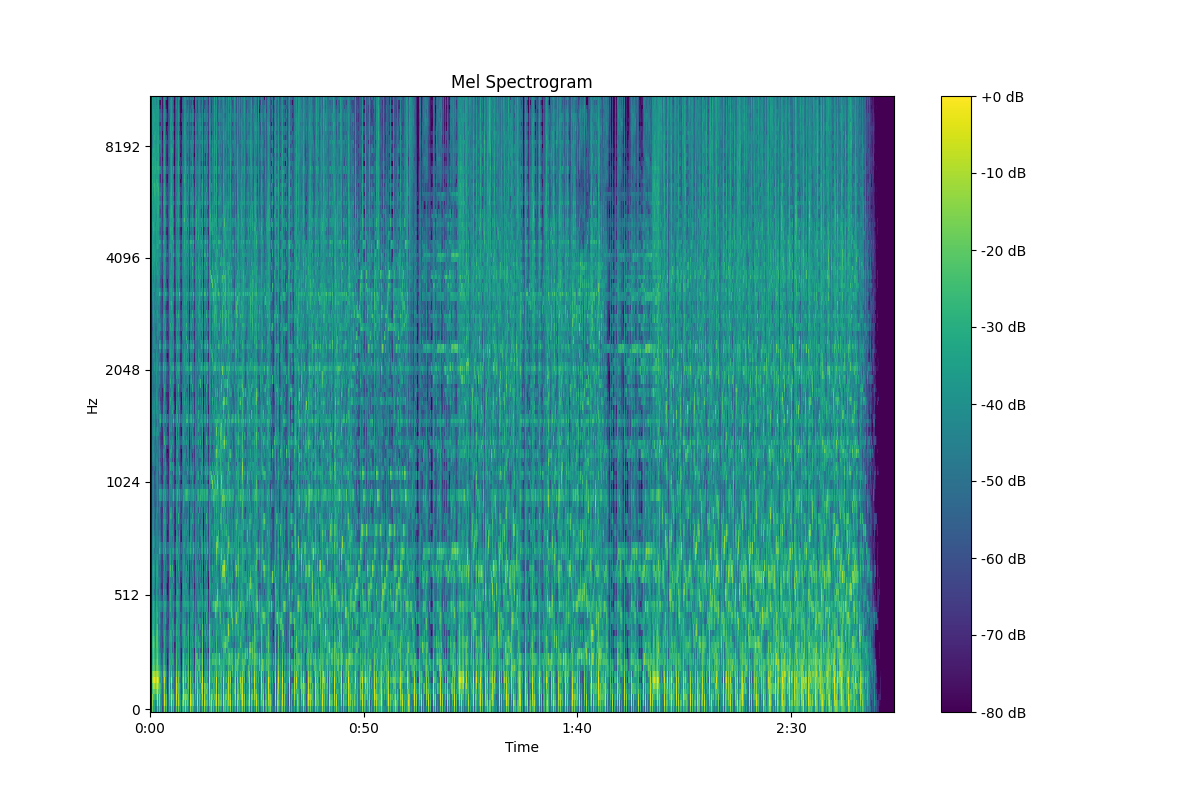 Mel Spectrogram
+0 dB
8192
-10 dB
-20 dB
4096
-30 dB
2048
-40 dB
Hz
1024
-50 dB
-60 dB
512
-70 dB
0
-80 dB
0:00
0:50
1:40
2:30
Time